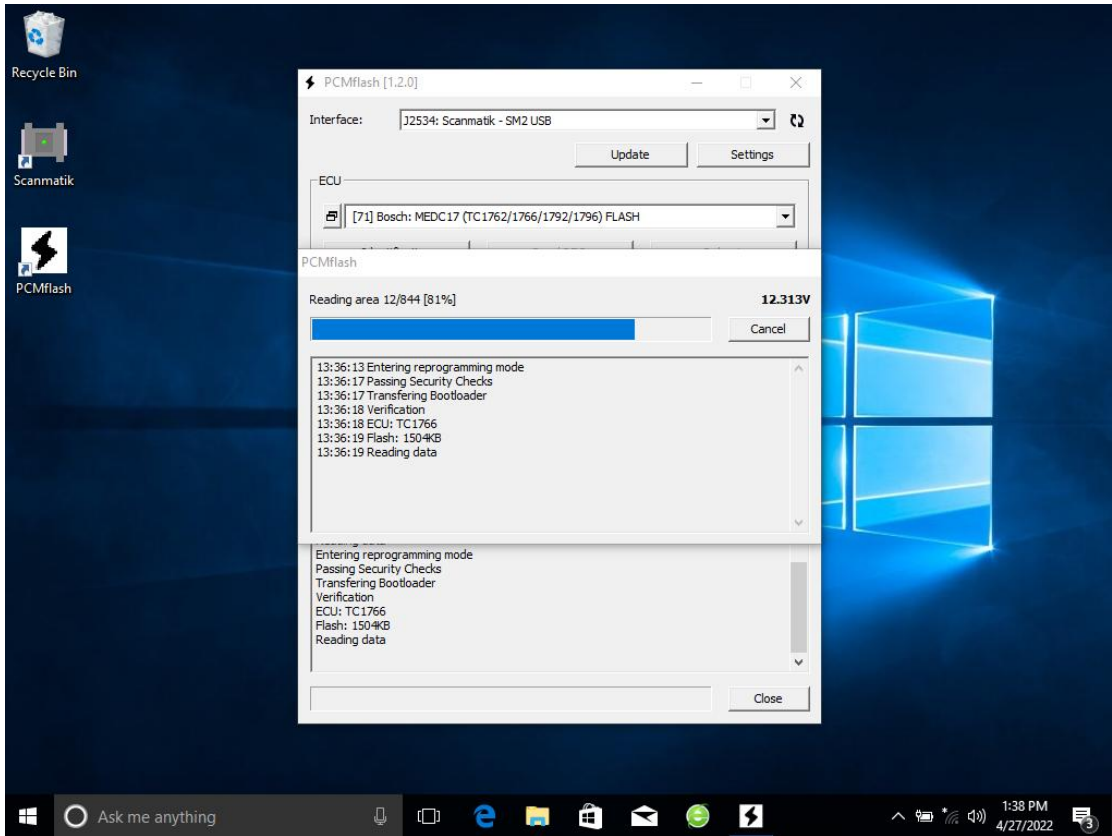 Recycle Bin
Scanmatik
PCMflash
PCMflash [1.2.0]
Interface:
J2534: Scanmatik - SM2 USB
Update
Settings
ECU
[71] Bosch: MEDC17 (TC1762/1766/1792/1796) FLASH
PCMflash
Reading area 12/844 [81%]
12.313V
Cancel
13:36:13 Entering reprogramming mode
13:36:17 Passing Security Checks
13:36:17 Transfering Bootloader
13:36:18 Verification
13:36:18 ECU: TC1766
13:36:19 Flash: 1504KB
13:36:19 Reading data
Entering reprogramming mode
Passing Security Checks
Transfering Bootloader
Verification
ECU: TC1766
Flash: 1504KB
Reading data
Close
Ask me anything
1:38 PM
4/27/2022
3